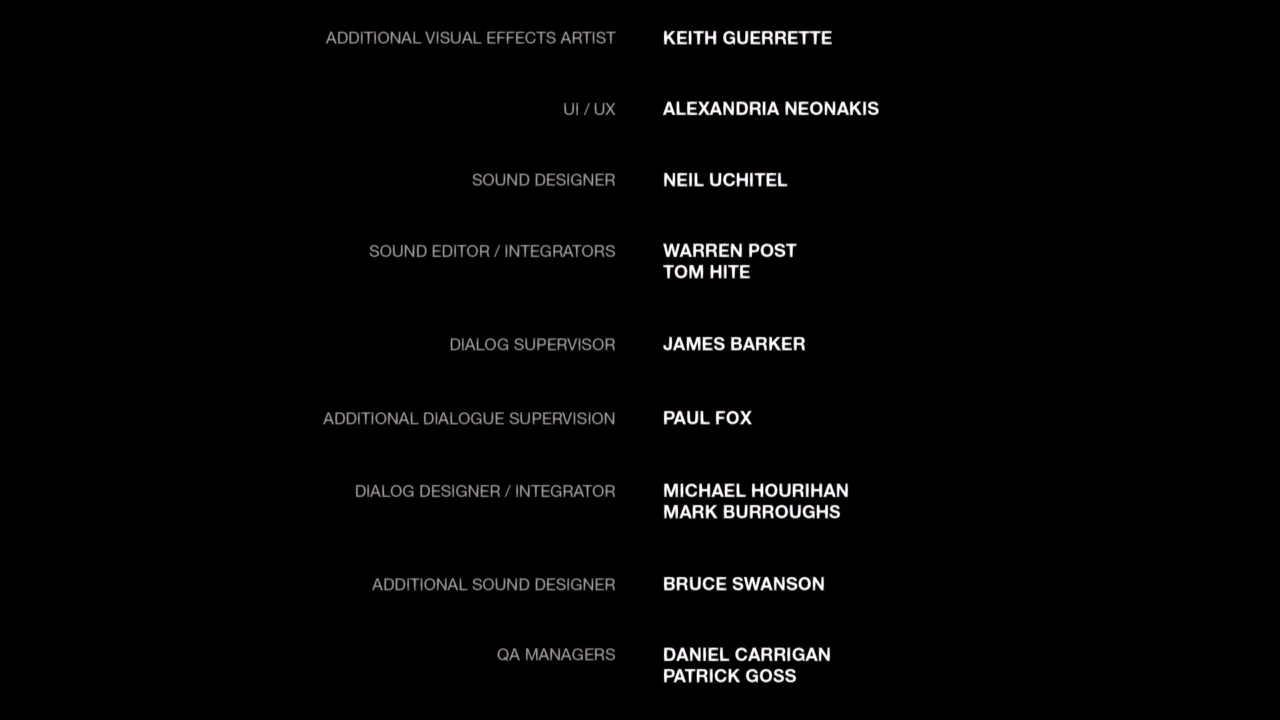 ADDITIONAL VISUAL EFFECTS ARTIST KEITH GUERRETTE
UI / UX ALEXANDRIA NEONAKIS
SOUND DESIGNER NEIL UCHITEL
SOUND EDITOR / INTEGRATORS WARREN POST
TOM HITE
DIALOG SUPERVISOR JAMES BARKER
ADDITIONAL DIALOGUE SUPERVISION PAUL FOX
DIALOG DESIGNER / INTEGRATOR MICHAEL HOURIHAN
MARK BURROUGHS
ADDITIONAL SOUND DESIGNER BRUCE SWANSON
QA MANAGERS DANIEL CARRIGAN
PATRICK GOSS